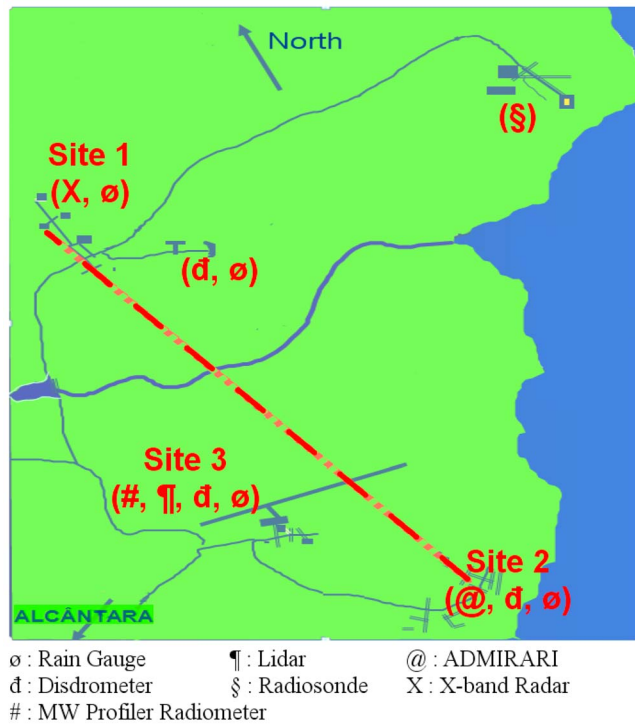 North
(§)
Site 1
(X, ø)
(đ, ø)
Site 3
(#, ¶, đ, ø)
Site 2
(@, đ, ø)
ALCÂNTARA
ø : Rain Gauge ¶ : Lidar @ : ADMIRARI
đ : Disdrometer § : Radiosonde X : X-band Radar
# : MW Profiler Radiometer